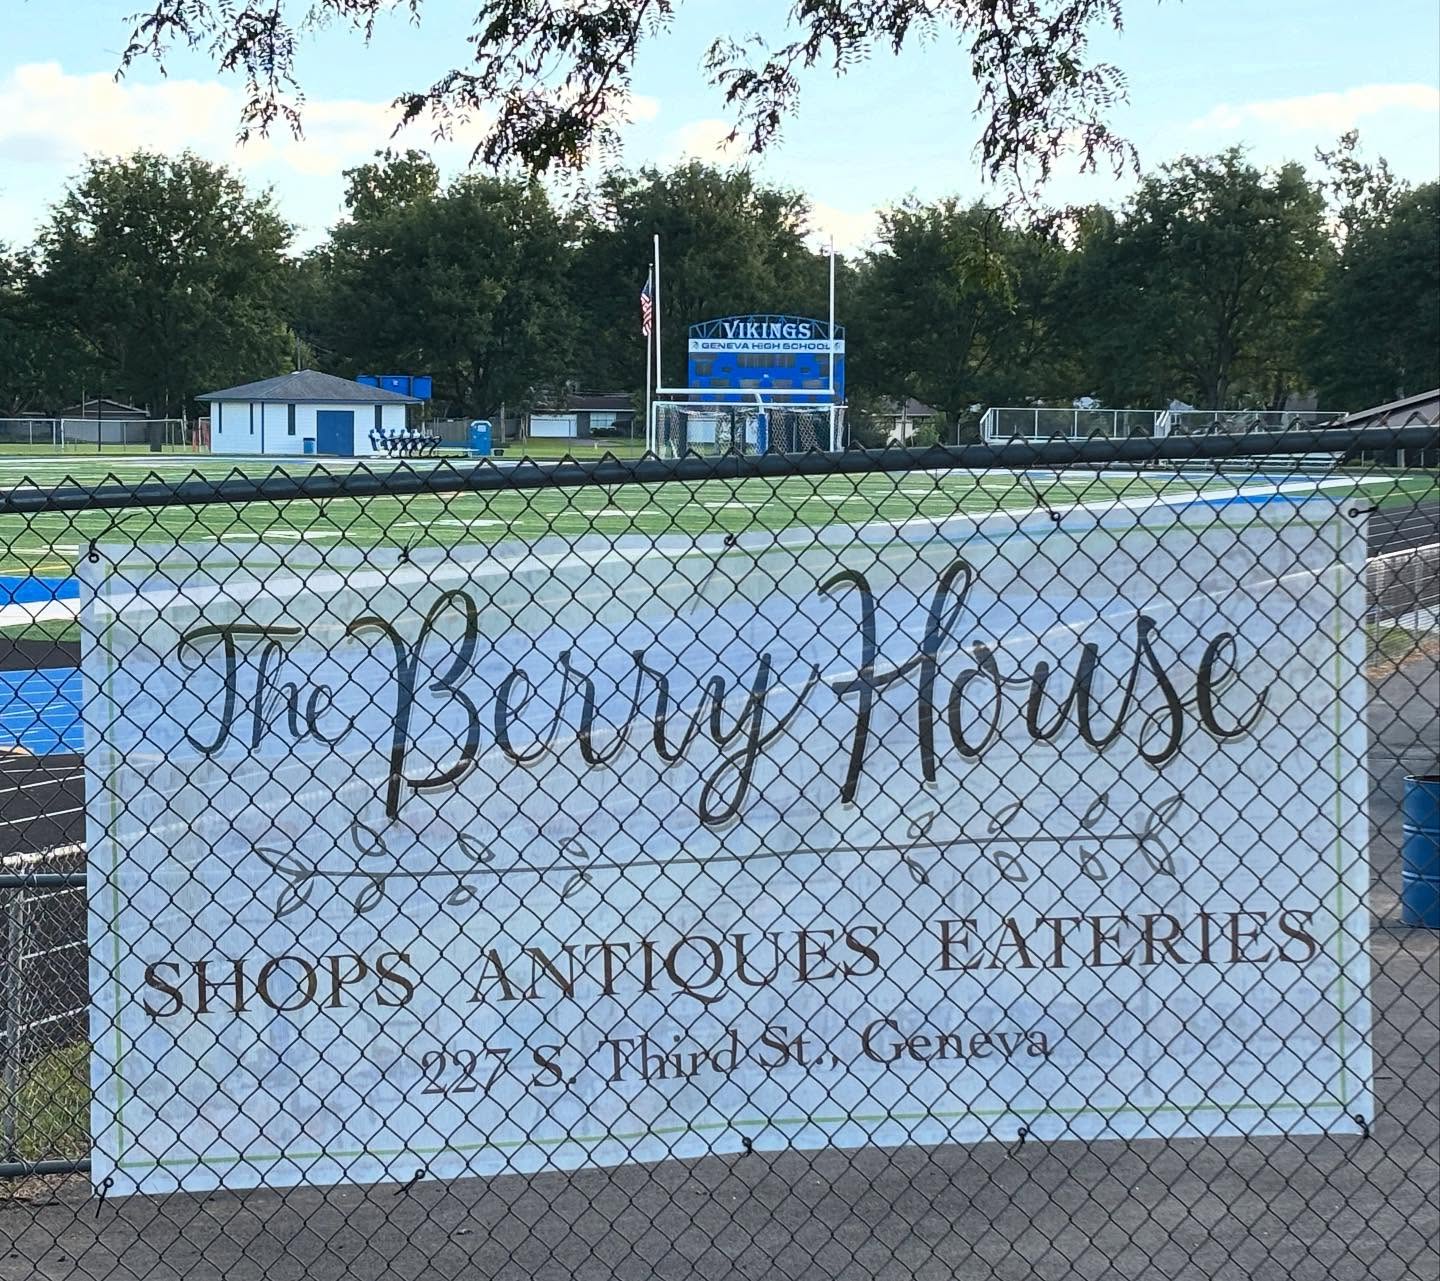 VIKINGS
GENEVA HIGH SCHOOL
The Berry House
SHOPS ANTIQUES EATERIES
227 S. Third St., Geneva